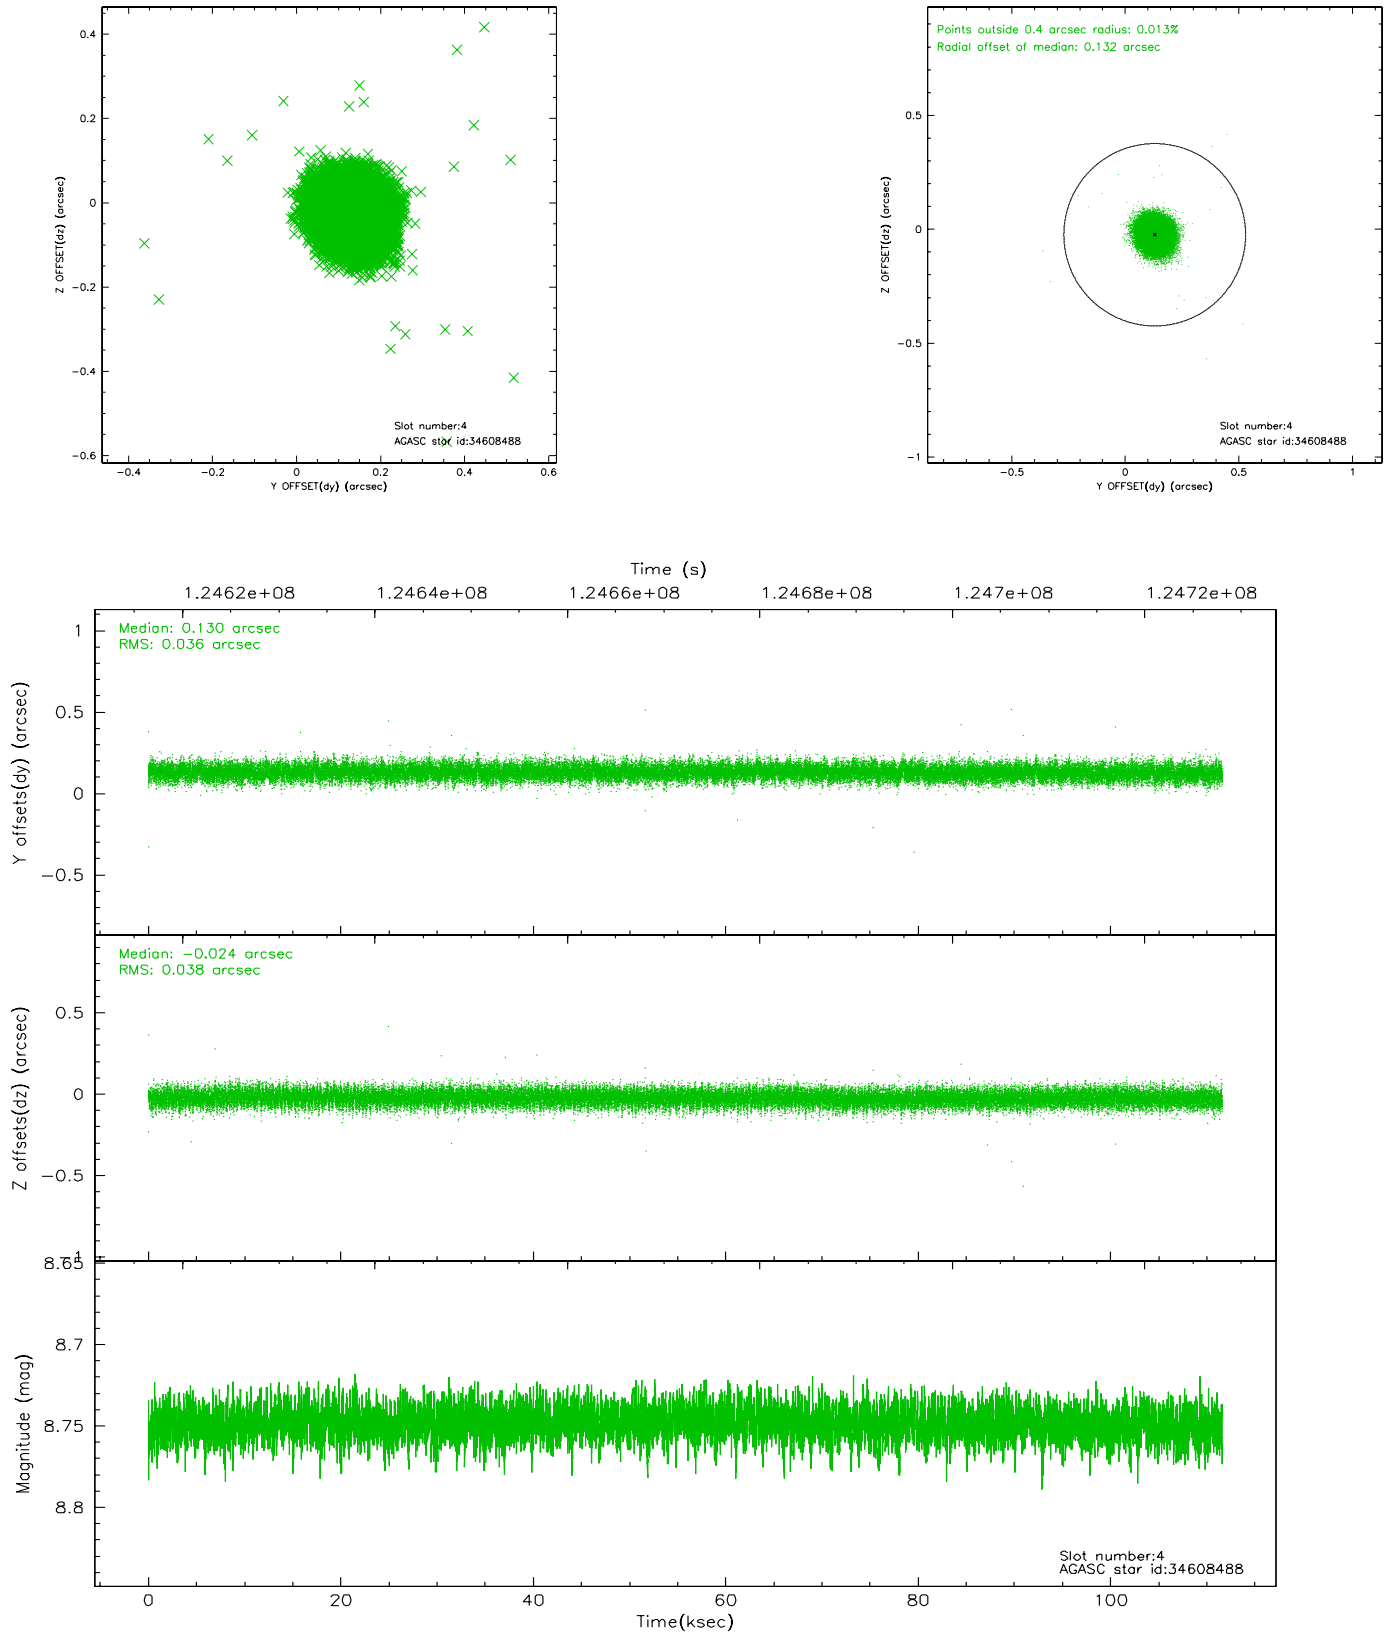 0.4
0.2
0
−0.2
−0.4
−0.6
Z OFFSET(dz) (arcsec)
Slot number:4
AGASC star id:34608488
−0.4
−0.2
0
0.2
0.4
0.6
Y OFFSET(dy) (arcsec)
Points outside 0.4 arcsec radius: 0.013%
Radial offset of median: 0.132 arcsec
0.5
0
−0.5
−1
Z OFFSET(dz) (arcsec)
Slot number:4
AGASC star id:34608488
−0.5
0
0.5
1
Y OFFSET(dy) (arcsec)
Time (s)
1.2462e+08
1.2464e+08
1.2466e+08
1.2468e+08
1.247e+08
1.2472e+08
Median: 0.130 arcsec
RMS: 0.036 arcsec
1
0.5
0
−0.5
Y offsets(dy) (arcsec)
Median: −0.024 arcsec
RMS: 0.038 arcsec
0.5
0
−0.5
−1
Z offsets(dz) (arcsec)
8.65
8.7
8.75
8.8
Magnitude (mag)
Slot number:4
AGASC star id:34608488
0
20
40
60
80
100
Time(ksec)